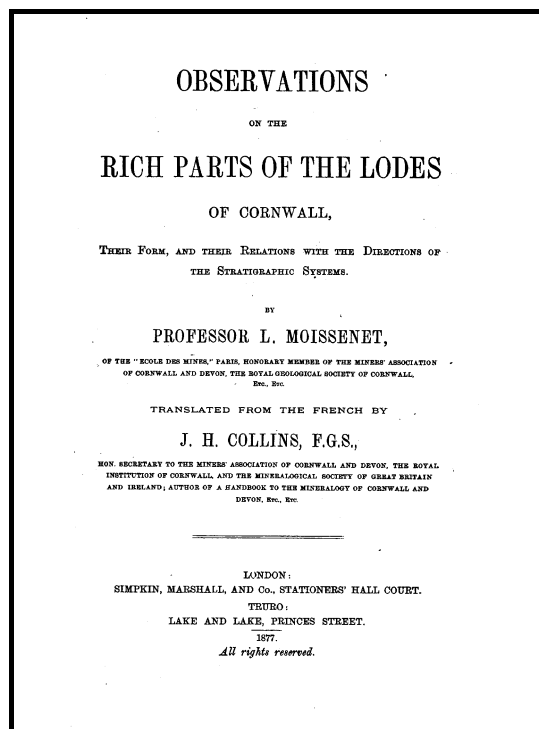 OBSERVATIONS
ON THE
RICH PARTS OF THE LODES
OF CORNWALL,
THEIR FORM, AND THEIR RELATIONS WITH THE DIRECTIONS OF
THE STRATIGRAPHIC SYSTEMS.
BY
PROFESSOR L. MOISSENET,
OF THE "ECOLE DES MINES," PARIS, HONORARY MEMBER OF THE MINERS' ASSOCIATION
OF CORNWALL AND DEVON, THE ROYAL GEOLOGICAL SOCIETY OF CORNWALL,
ETC., ETC.
TRANSLATED FROM THE FRENCH BY
J. H. COLLINS, F.G.S.,
HON. SECRETARY TO THE MINERS' ASSOCIATION OF CORNWALL AND DEVON, THE ROYAL
INSTITUTION OF CORNWALL, AND THE MINERALOGICAL SOCIETY OF GREAT BRITAIN
AND IRELAND; AUTHOR OF A HANDBOOK TO THE MINERALOGY OF CORNWALL AND
DEVON, ETC., ETC.
LONDON:
SIMPKIN, MARSHALL, AND Co., STATIONERS' HALL COURT.
TRURO:
LAKE AND LAKE, PRINCES STREET.
1877.
All rights reserved.